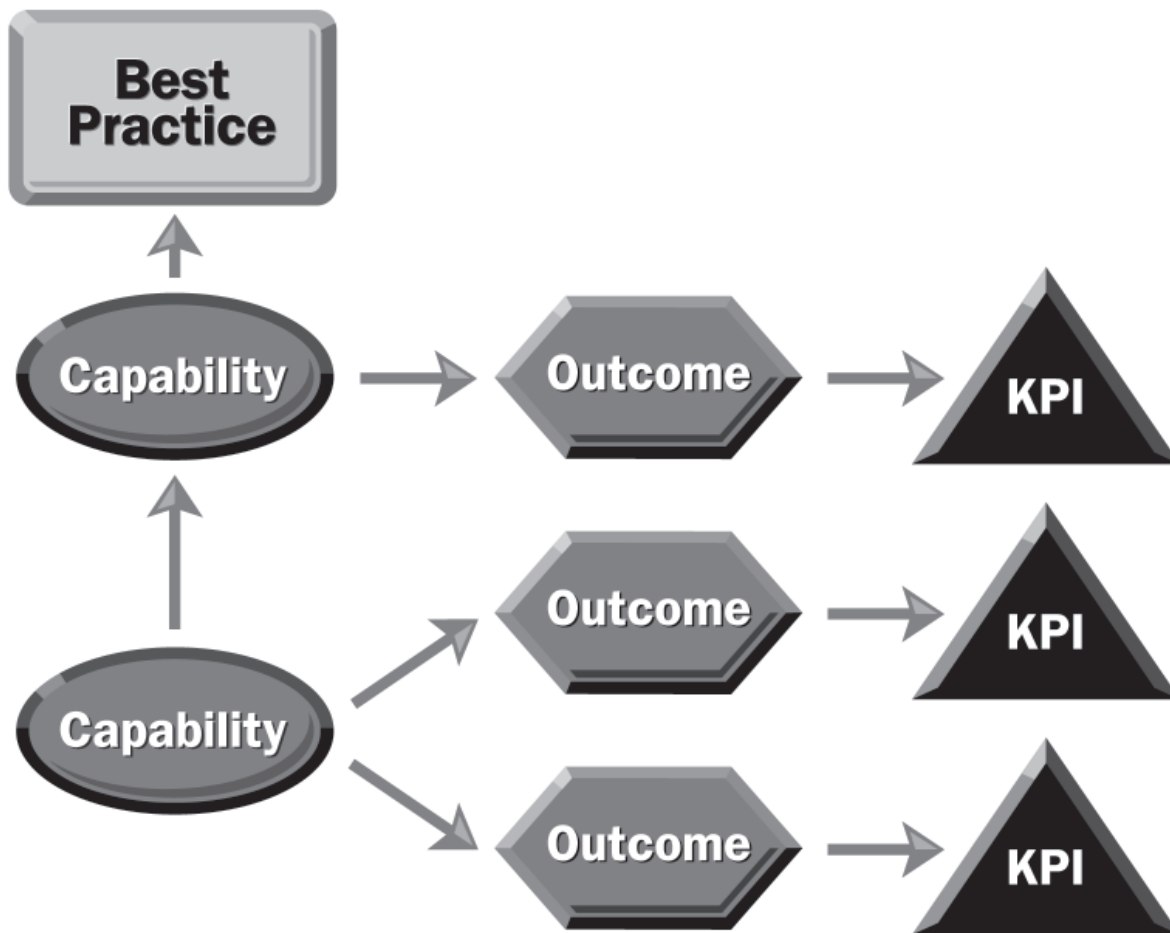 Best
Practice
Capability
Outcome
KPI
Outcome
KPI
Capability
Outcome
KPI